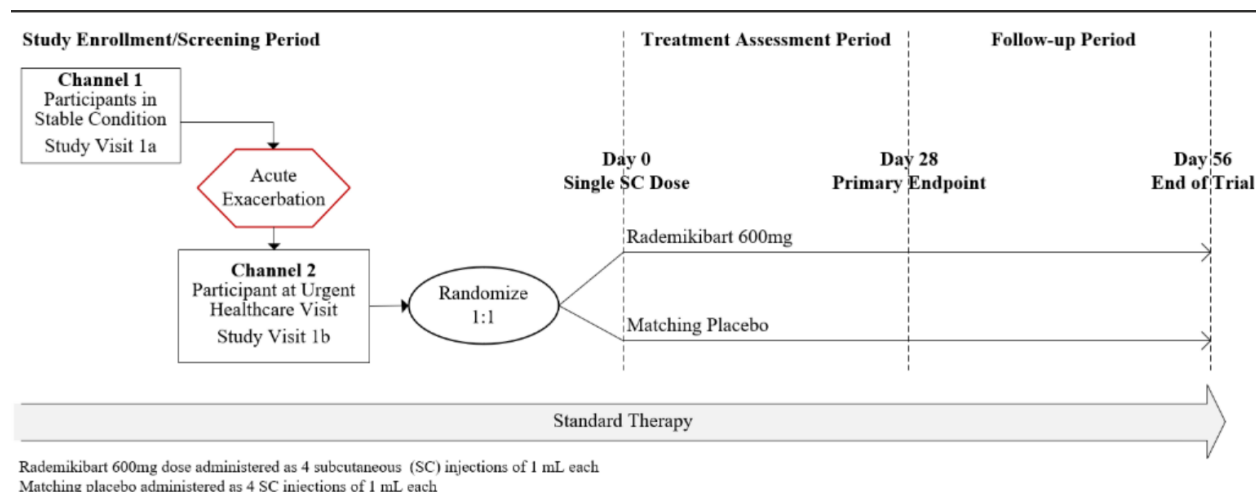 Study Enrollment/Screening Period
Treatment Assessment Period
Follow-up Period
Channel 1
Participants in
Stable Condition
Study Visit 1a
Acute
Exacerbation
Channel 2
Participant at Urgent
Healthcare Visit
Study Visit 1b
Randomize
1:1
Day 0
Single SC Dose
Day 28
Primary Endpoint
Day 56
End of Trial
Rademikibart 600mg
Matching Placebo
Standard Therapy
Rademikibart 600mg dose administered as 4 subcutaneous (SC) injections of 1 mL each
Matching placebo administered as 4 SC injections of 1 mL each